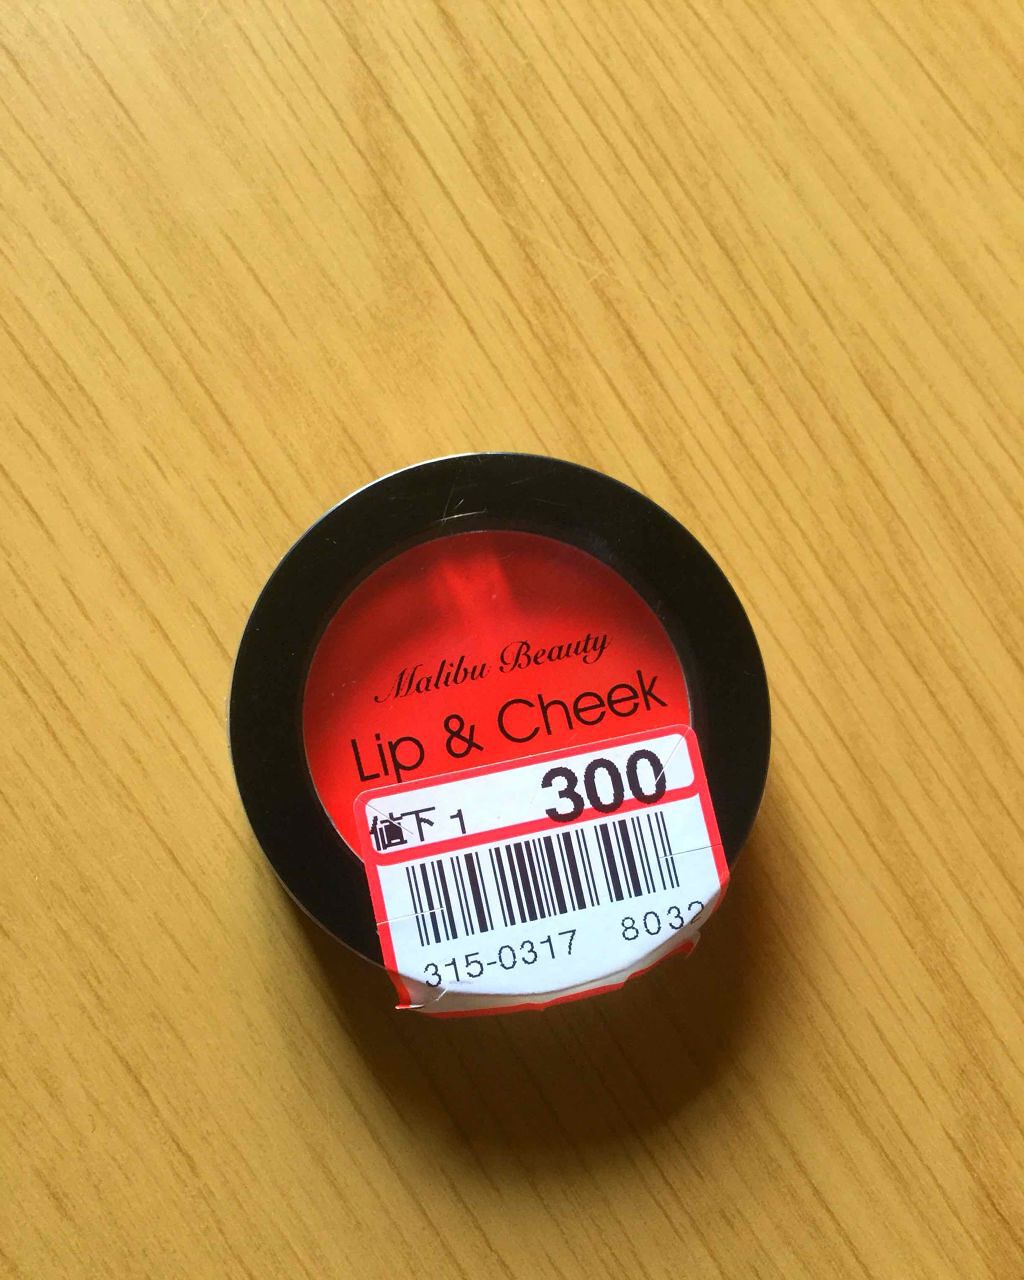 Malibu Beauty
Lip & Cheek
値下 1 300
315-0317 8032